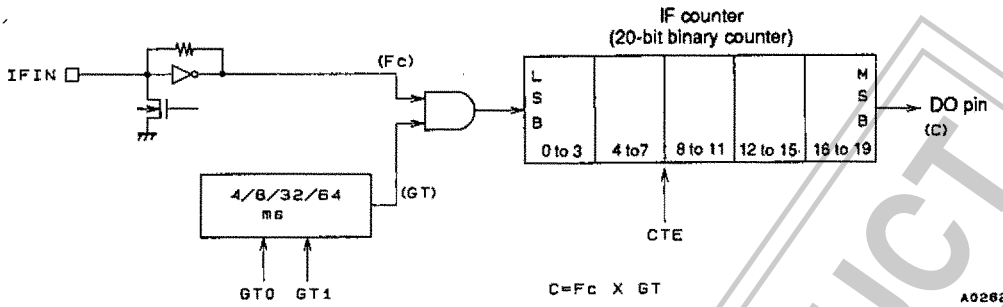 IF counter
(20-bit binary counter)
IFIN
(Fc)
L
S
B
M
S
B
DO pin
(C)
0 to 3
4 to7
8 to 11
12 to 15
16 to 19
4/8/32/64
ms
(GT)
CTE
GT0
GT1
C=Fc X GT